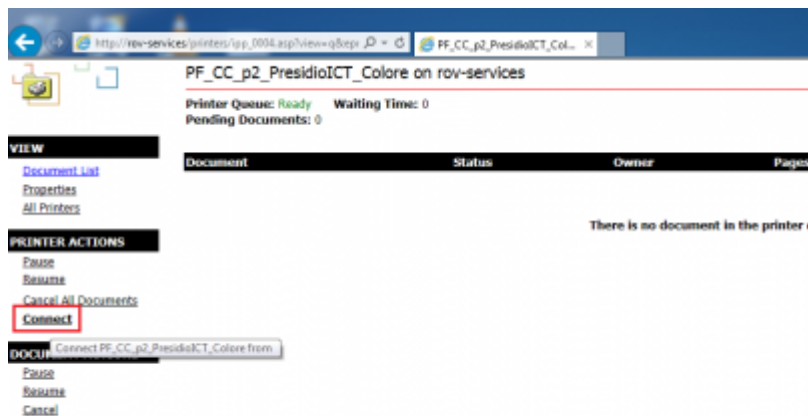 http://rov-services/printers/ipp_0004.asp?view=q&epr
PF_CC_p2_PresidioICT_Col...
PF_CC_p2_PresidioICT_Colore on rov-services
Printer Queue: Ready Waiting Time: 0
Pending Documents: 0
VIEW
Document List
Properties
All Printers
Document Status Owner Pages
There is no document in the printer
PRINTER ACTIONS
Pause
Resume
Cancel All Documents
Connect
Connect PF_CC_p2_PresidioICT_Colore from
Pause
Resume
Cancel